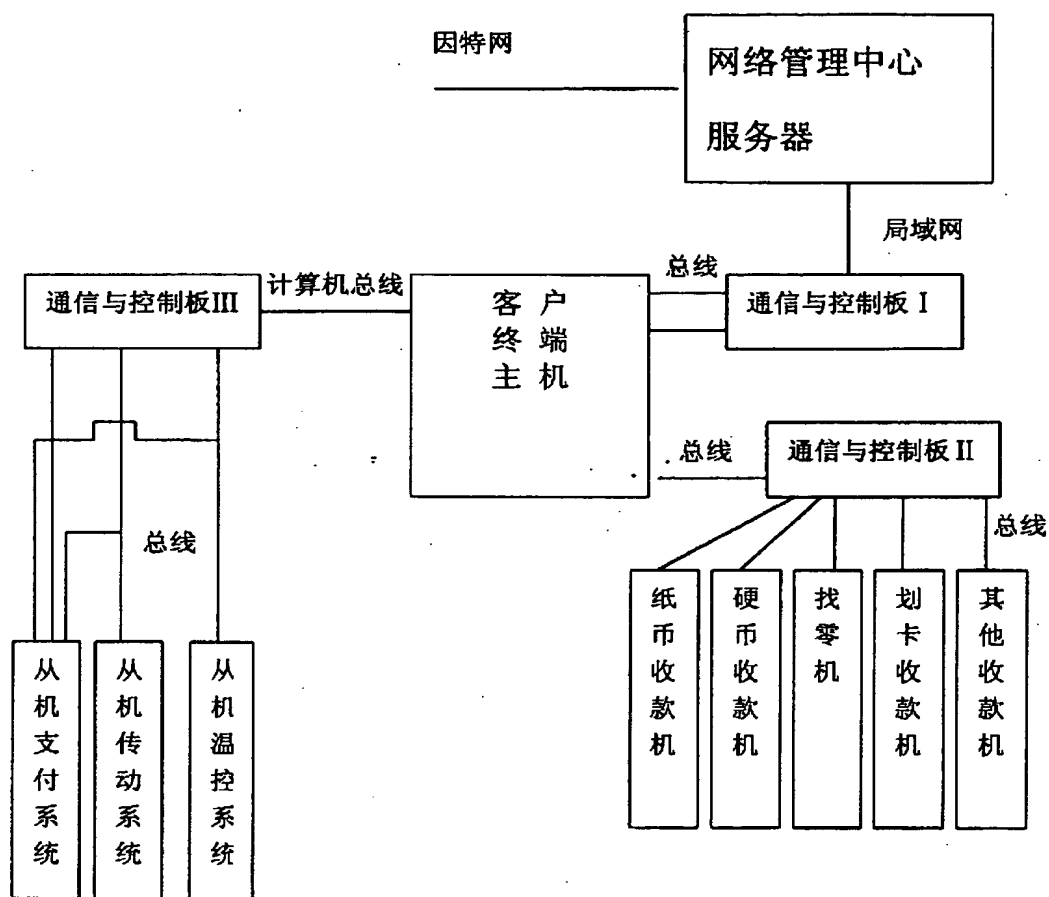 因特网
网络管理中心
服务器
局域网
总线
通信与控制板Ⅰ
计算机总线
通信与控制板Ⅲ
客户
终端
主机
总线
通信与控制板Ⅱ
总线
总线
纸币收款机
硬币收款机
找零机
划卡收款机
其他收款机
从机支付系统
从机传动系统
从机温控系统